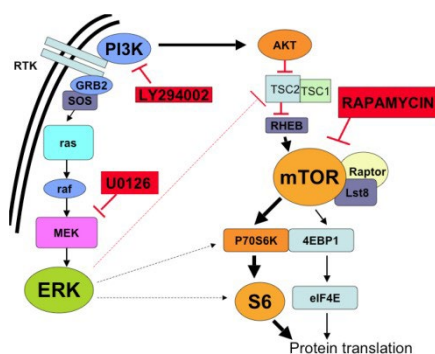 RTK
PI3K
GRB2
SOS
LY294002
AKT
TSC2
TSC1
RHEB
RAPAMYCIN
mTOR
Raptor
Lst8
ras
raf
U0126
MEK
ERK
P70S6K
4EBP1
S6
eIF4E
Protein translation